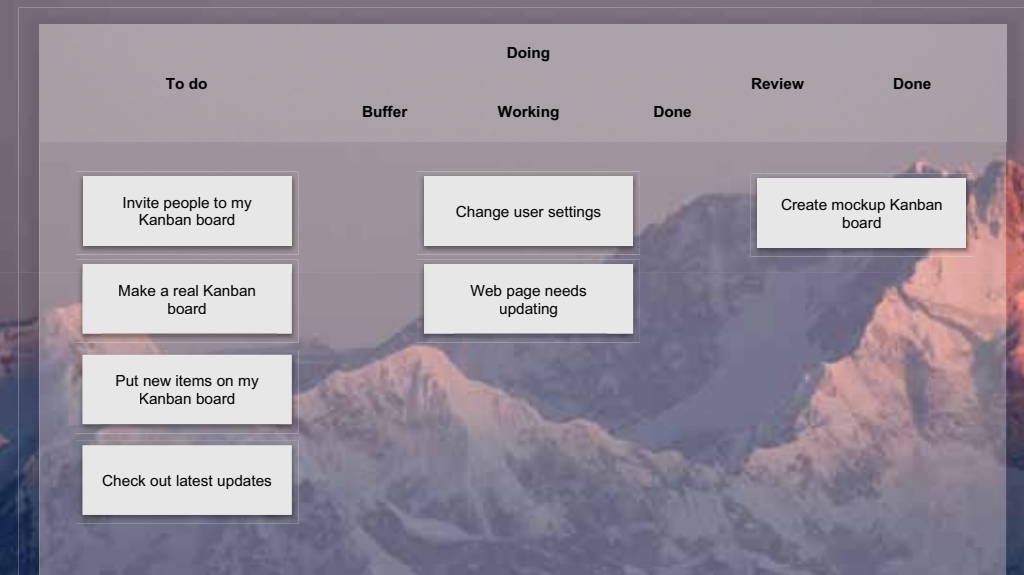 Doing
To do
Review
Done
Buffer
Working
Done
Invite people to my
Kanban board
Change user settings
Create mockup Kanban
board
Make a real Kanban
board
Web page needs
updating
Put new items on my
Kanban board
Check out latest updates